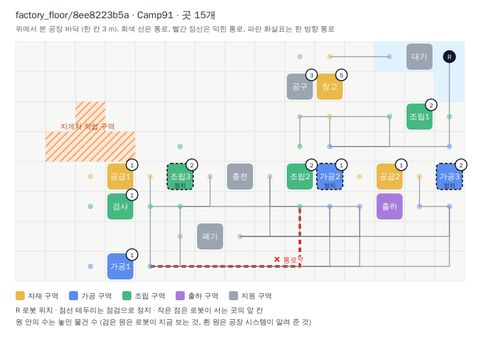 factory_floor/8ee8223b5a · Camp91 · 곳 15개
위에서 본 공장 바닥 (한 칸 3 m). 회색 선은 통로, 빨간 점선은 막힌 통로, 파란 화살표는 한 방향 통로
대기 R
공구 3 창고 5
조립1 2
지게차 작업 구역
공급1 1 조립3 2 정지 충전 조립2 2 가공2 1 정지 공급2 1 가공3 2 정지
검사 1 출하
폐기
✕ 통로
가공1 1
자재 구역 가공 구역 조립 구역 출하 구역 지원 구역
R 로봇 위치 · 점선 테두리는 점검으로 정지 · 작은 점은 로봇이 서는 곳의 앞 칸
원 안의 수는 놓인 물건 수 (검은 원은 로봇이 지금 보는 것, 흰 원은 공장 시스템이 알려 준 것)